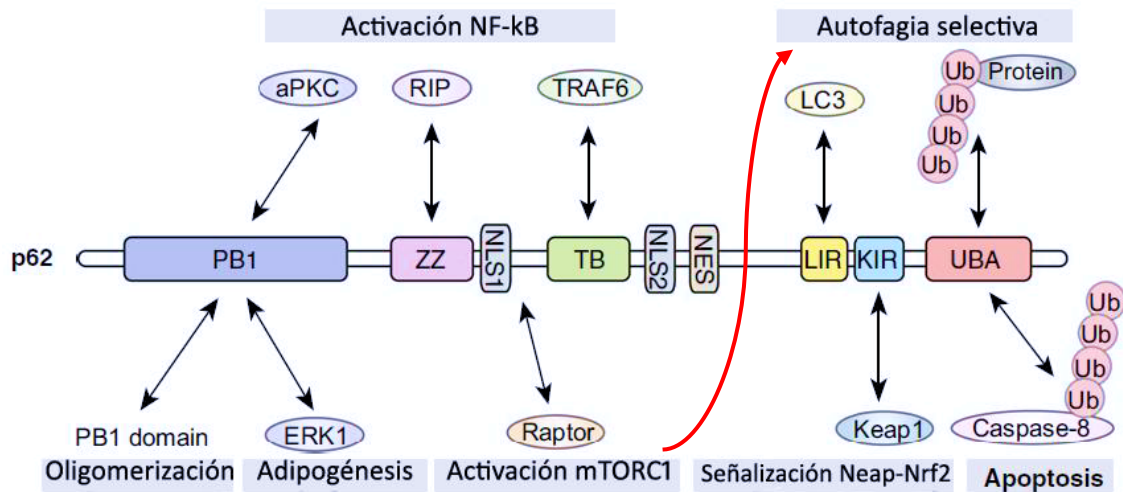 Activación NF-kB
Autofagia selectiva
aPKC
RIP
TRAF6
LC3
Ub
Protein
Ub
Ub
Ub
p62
PB1
ZZ
NLS1
TB
NLS2
NES
LIR
KIR
UBA
Ub
Ub
Ub
Ub
PB1 domain
ERK1
Raptor
Keap1
Caspase-8
Oligomerización
Adipogénesis
Activación mTORC1
Señalización Neap-Nrf2
Apoptosis